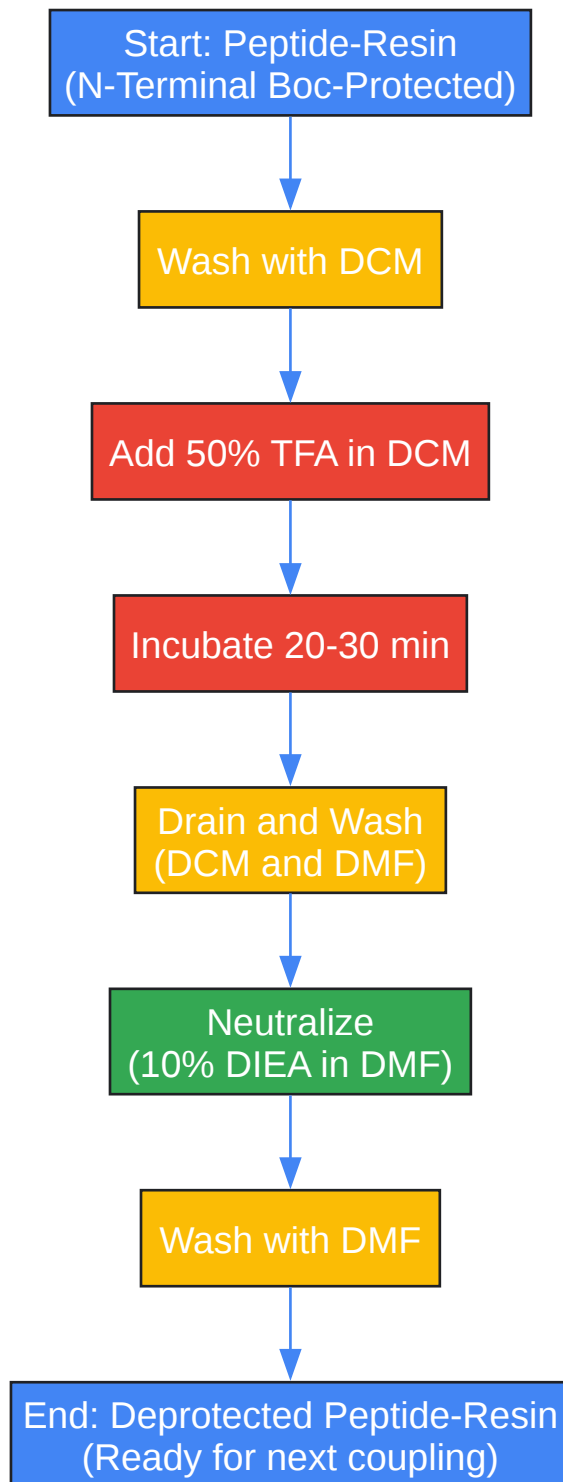 Start: Peptide-Resin
(N-Terminal Boc-Protected)
Wash with DCM
Add 50% TFA in DCM
Incubate 20-30 min
Drain and Wash
(DCM and DMF)
Neutralize
(10% DIEA in DMF)
Wash with DMF
End: Deprotected Peptide-Resin
(Ready for next coupling)